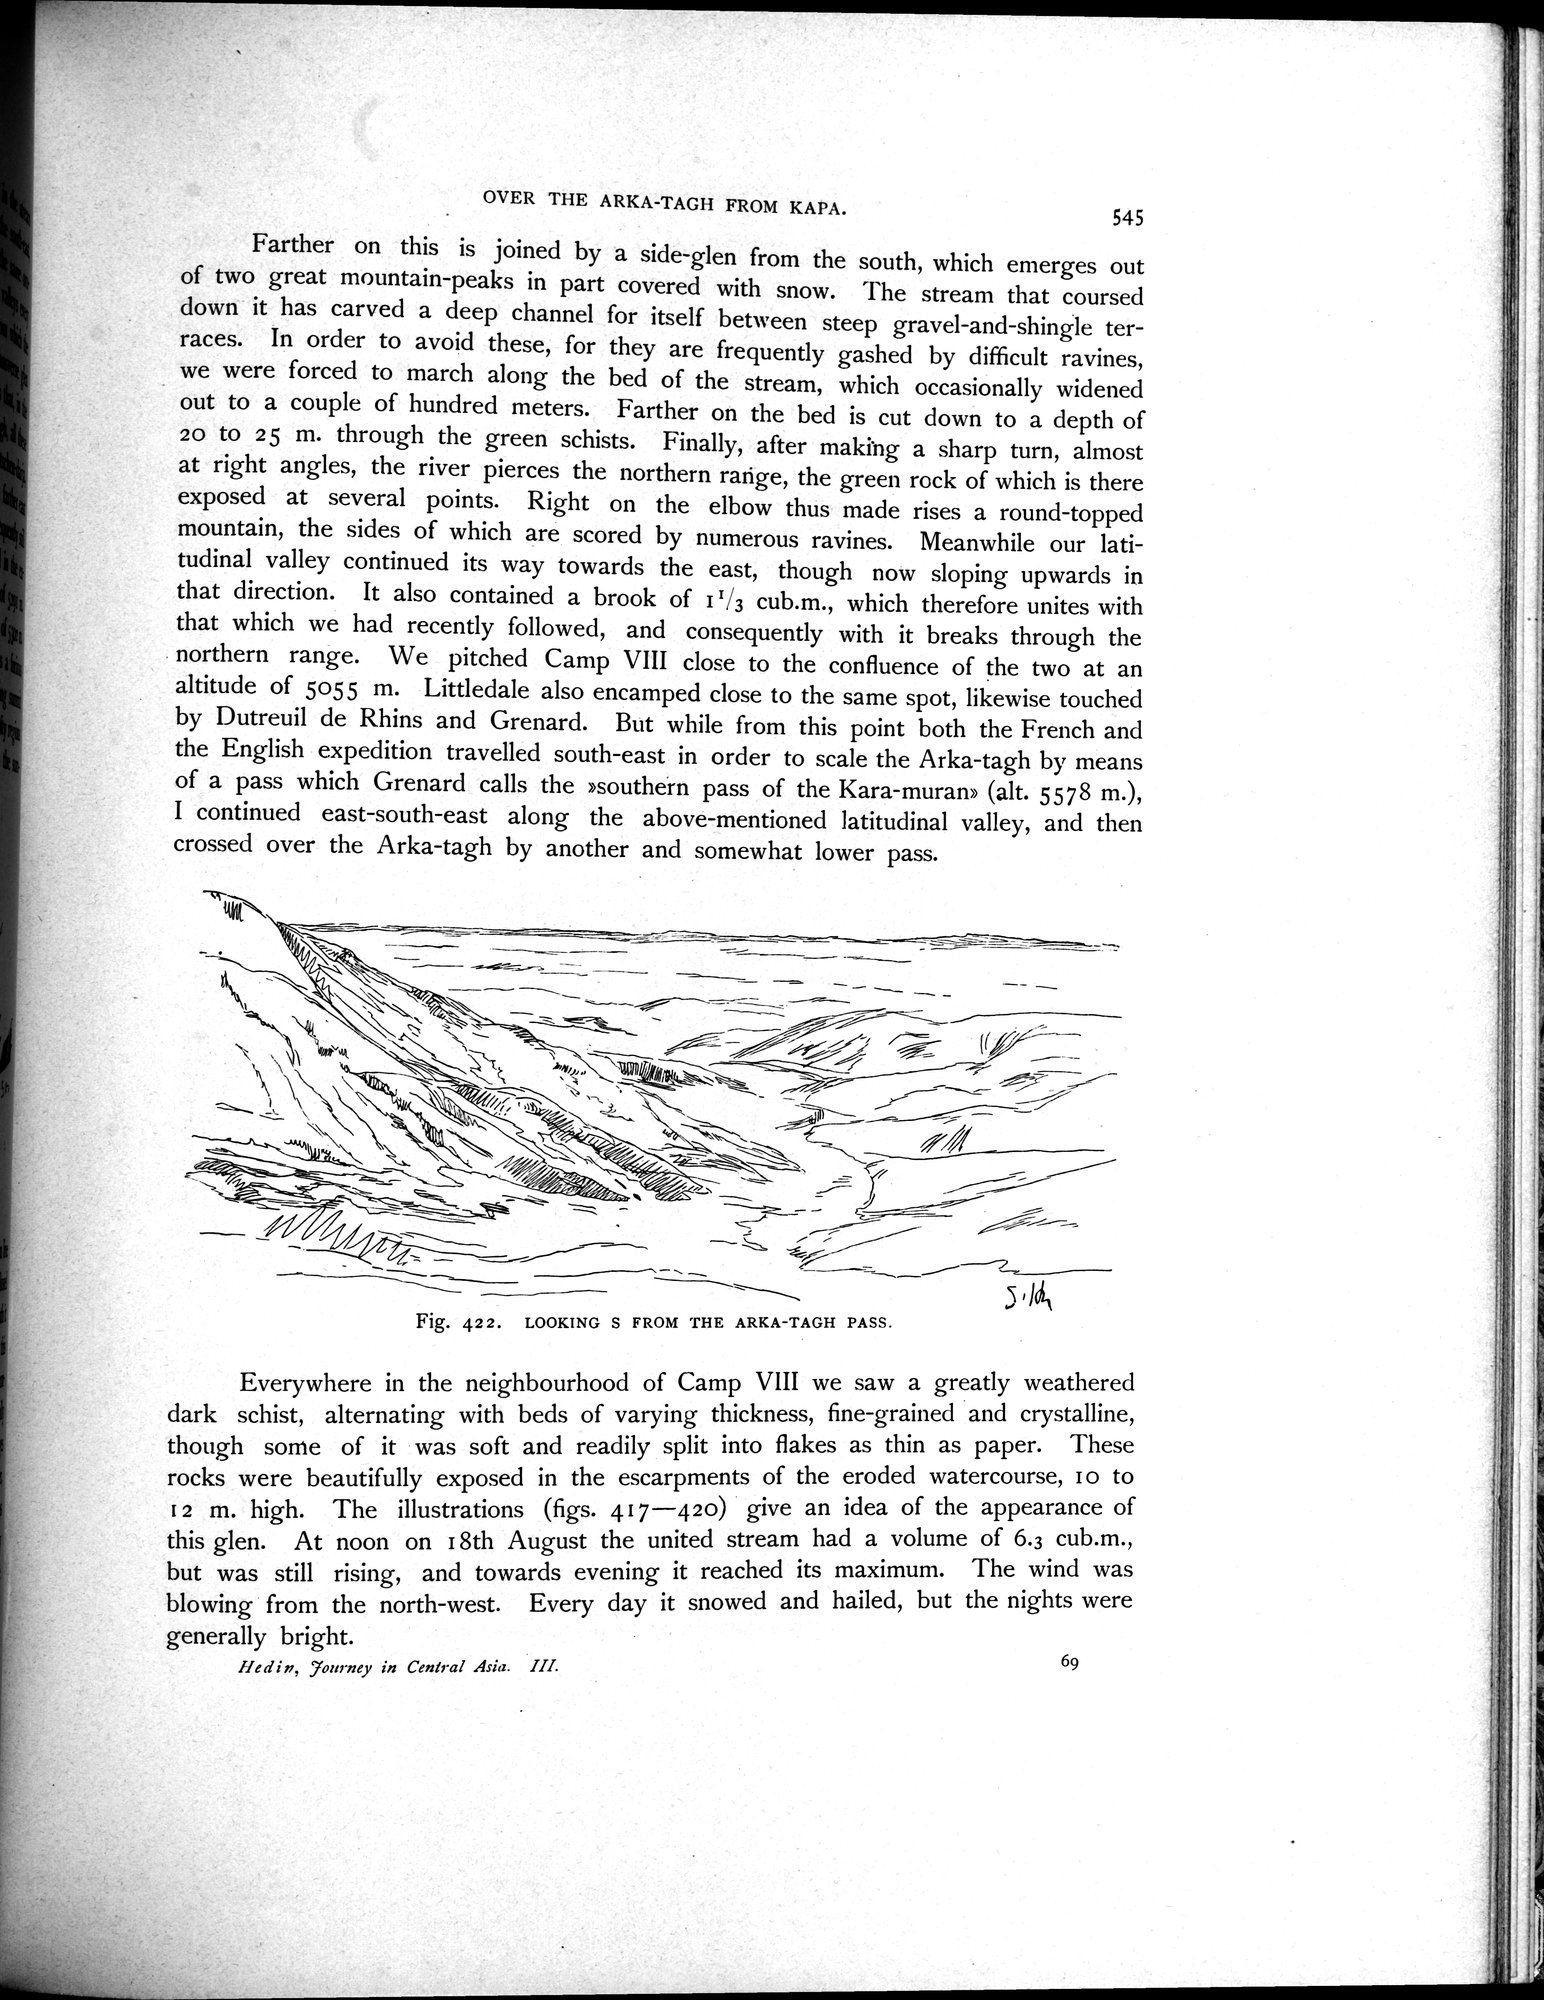 OVER THE ARKA-TAGH FROM KAPA.
545
Farther on this is joined by a side-glen from the south, which emerges out
of two great mountain-peaks in part covered with snow. The stream that coursed
down it has carved a deep channel for itself between steep gravel-and-shingle ter-
races. In order to avoid these, for they are frequently gashed by difficult ravines,
we were forced to march along the bed of the stream, which occasionally widened
out to a couple of hundred meters. Farther on the bed is cut down to a depth of
20 to 25 m. through the green schists. Finally, after making a sharp turn, almost
at right angles, the river pierces the northern range, the green rock of which is there
exposed at several points. Right on the elbow thus made rises a round-topped
mountain, the sides of which are scored by numerous ravines. Meanwhile our lati-
tudinal valley continued its way towards the east, though now sloping upwards in
that direction. It also contained a brook of 1 1/3 cub.m., which therefore unites with
that which we had recently followed, and consequently with it breaks through the
northern range. We pitched Camp VIII close to the confluence of the two at an
altitude of 5055 m. Littledale also encamped close to the same spot, likewise touched
by Dutreuil de Rhins and Grenard. But while from this point both the French and
the English expedition travelled south-east in order to scale the Arka-tagh by means
of a pass which Grenard calls the »southern pass of the Kara-muran» (alt. 5578 m.),
I continued east-south-east along the above-mentioned latitudinal valley, and then
crossed over the Arka-tagh by another and somewhat lower pass.
Fig. 422. LOOKING S FROM THE ARKA-TAGH PASS.
Everywhere in the neighbourhood of Camp VIII we saw a greatly weathered
dark schist, alternating with beds of varying thickness, fine-grained and crystalline,
though some of it was soft and readily split into flakes as thin as paper. These
rocks were beautifully exposed in the escarpments of the eroded watercourse, 10 to
12 m. high. The illustrations (figs. 417—420) give an idea of the appearance of
this glen. At noon on 18th August the united stream had a volume of 6.3 cub.m.,
but was still rising, and towards evening it reached its maximum. The wind was
blowing from the north-west. Every day it snowed and hailed, but the nights were
generally bright.
Hedin, Journey in Central Asia. III.
69